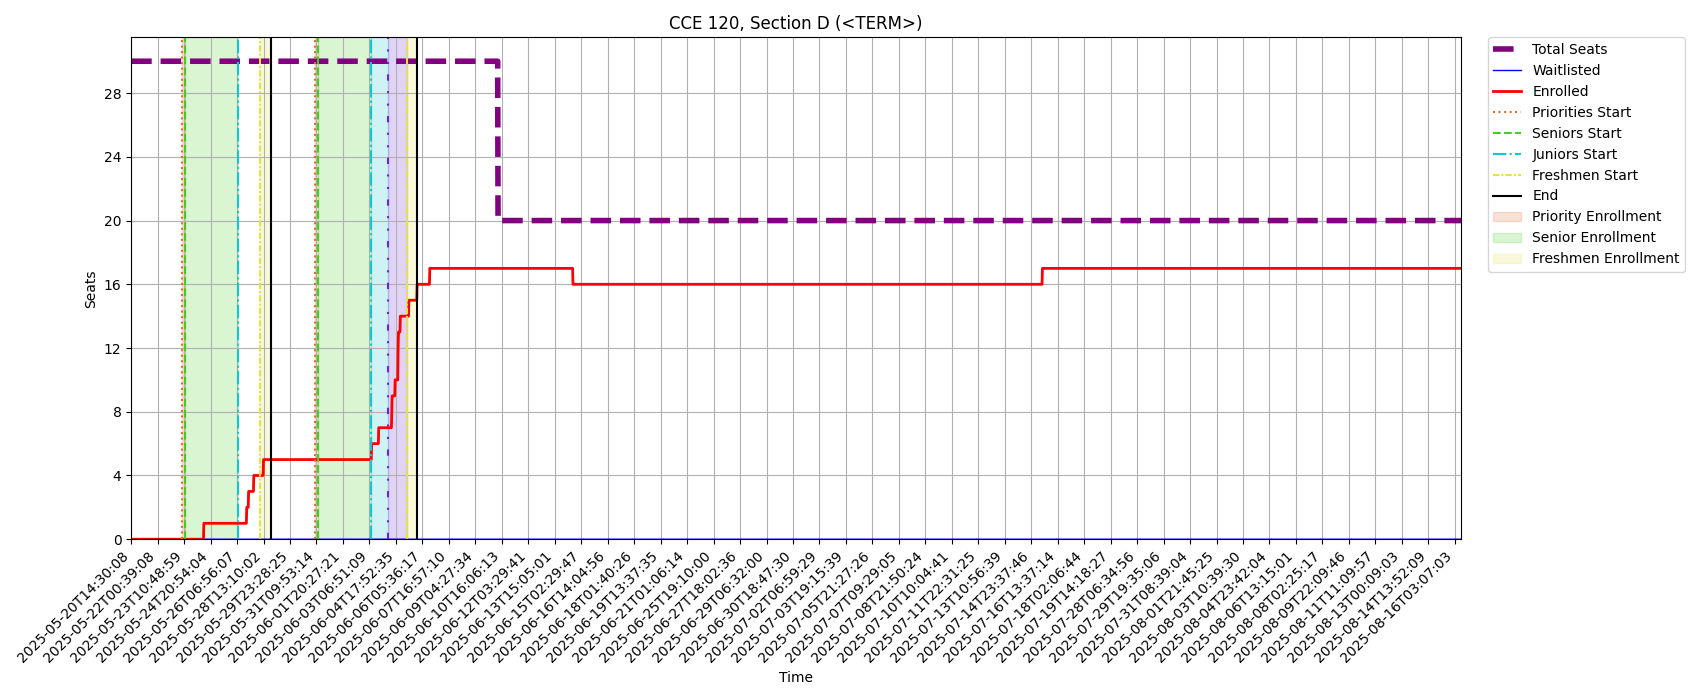 CCE 120, Section D (<TERM>)
Seats
28
24
20
16
12
8
4
0
2025-05-20T14:30:08
2025-05-22T00:39:08
2025-05-23T10:48:59
2025-05-24T20:54:04
2025-05-26T06:56:07
2025-05-28T13:10:02
2025-05-29T23:28:25
2025-05-31T09:53:14
2025-06-01T20:27:21
2025-06-03T06:51:09
2025-06-04T17:52:35
2025-06-06T05:36:17
2025-06-07T16:57:10
2025-06-09T04:27:34
2025-06-10T16:06:13
2025-06-12T03:29:41
2025-06-13T15:05:01
2025-06-15T02:29:47
2025-06-16T14:04:56
2025-06-18T01:40:26
2025-06-19T13:37:35
2025-06-21T01:06:14
2025-06-25T19:10:00
2025-06-27T18:02:36
2025-06-29T06:32:00
2025-06-30T18:47:30
2025-07-02T06:59:29
2025-07-03T19:15:39
2025-07-05T21:27:26
2025-07-07T09:29:05
2025-07-08T21:50:24
2025-07-10T10:04:41
2025-07-11T22:31:25
2025-07-13T10:56:39
2025-07-14T23:37:46
2025-07-16T13:37:14
2025-07-18T02:06:44
2025-07-19T14:18:27
2025-07-28T06:34:56
2025-07-29T19:35:06
2025-07-31T08:39:04
2025-08-01T21:45:25
2025-08-03T10:39:30
2025-08-04T23:42:04
2025-08-06T13:15:01
2025-08-08T02:25:17
2025-08-09T22:09:46
2025-08-11T11:09:57
2025-08-13T00:09:03
2025-08-14T13:52:09
2025-08-16T03:07:03
Time
Total Seats
Waitlisted
Enrolled
Priorities Start
Seniors Start
Juniors Start
Freshmen Start
End
Priority Enrollment
Senior Enrollment
Freshmen Enrollment